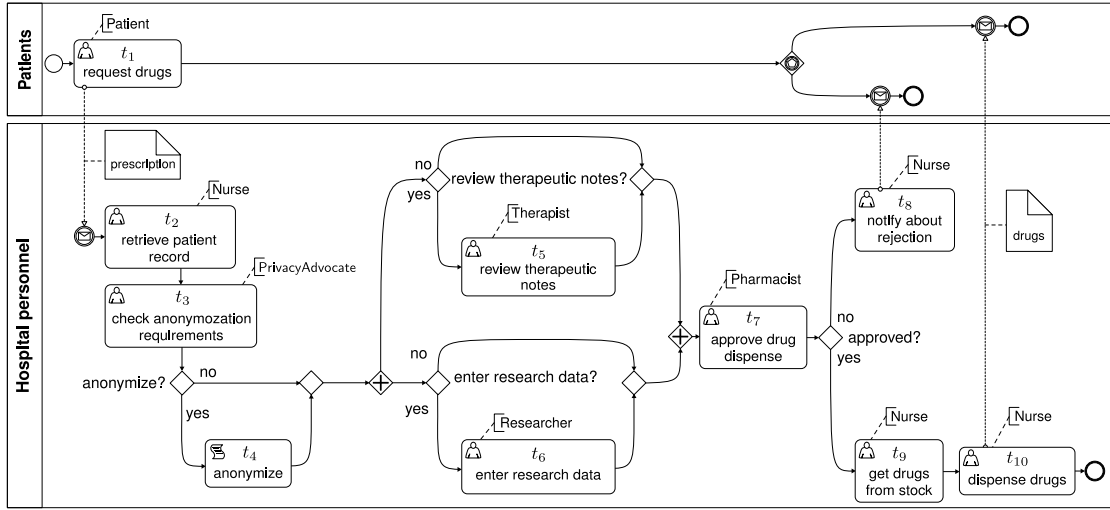 Patients
Patient
t1
request drugs
Hospital personnel
prescription
Nurse
t2
retrieve patient
record
PrivacyAdvocate
t3
check anonymozation
requirements
anonymize?
no
yes
t4
anonymize
no
review therapeutic notes?
yes
Therapist
t5
review therapeutic
notes
no
enter research data?
yes
Researcher
t6
enter research data
Pharmacist
t7
approve drug
dispense
no
approved?
yes
Nurse
t8
notify about
rejection
drugs
Nurse
t9
get drugs
from stock
Nurse
t10
dispense drugs